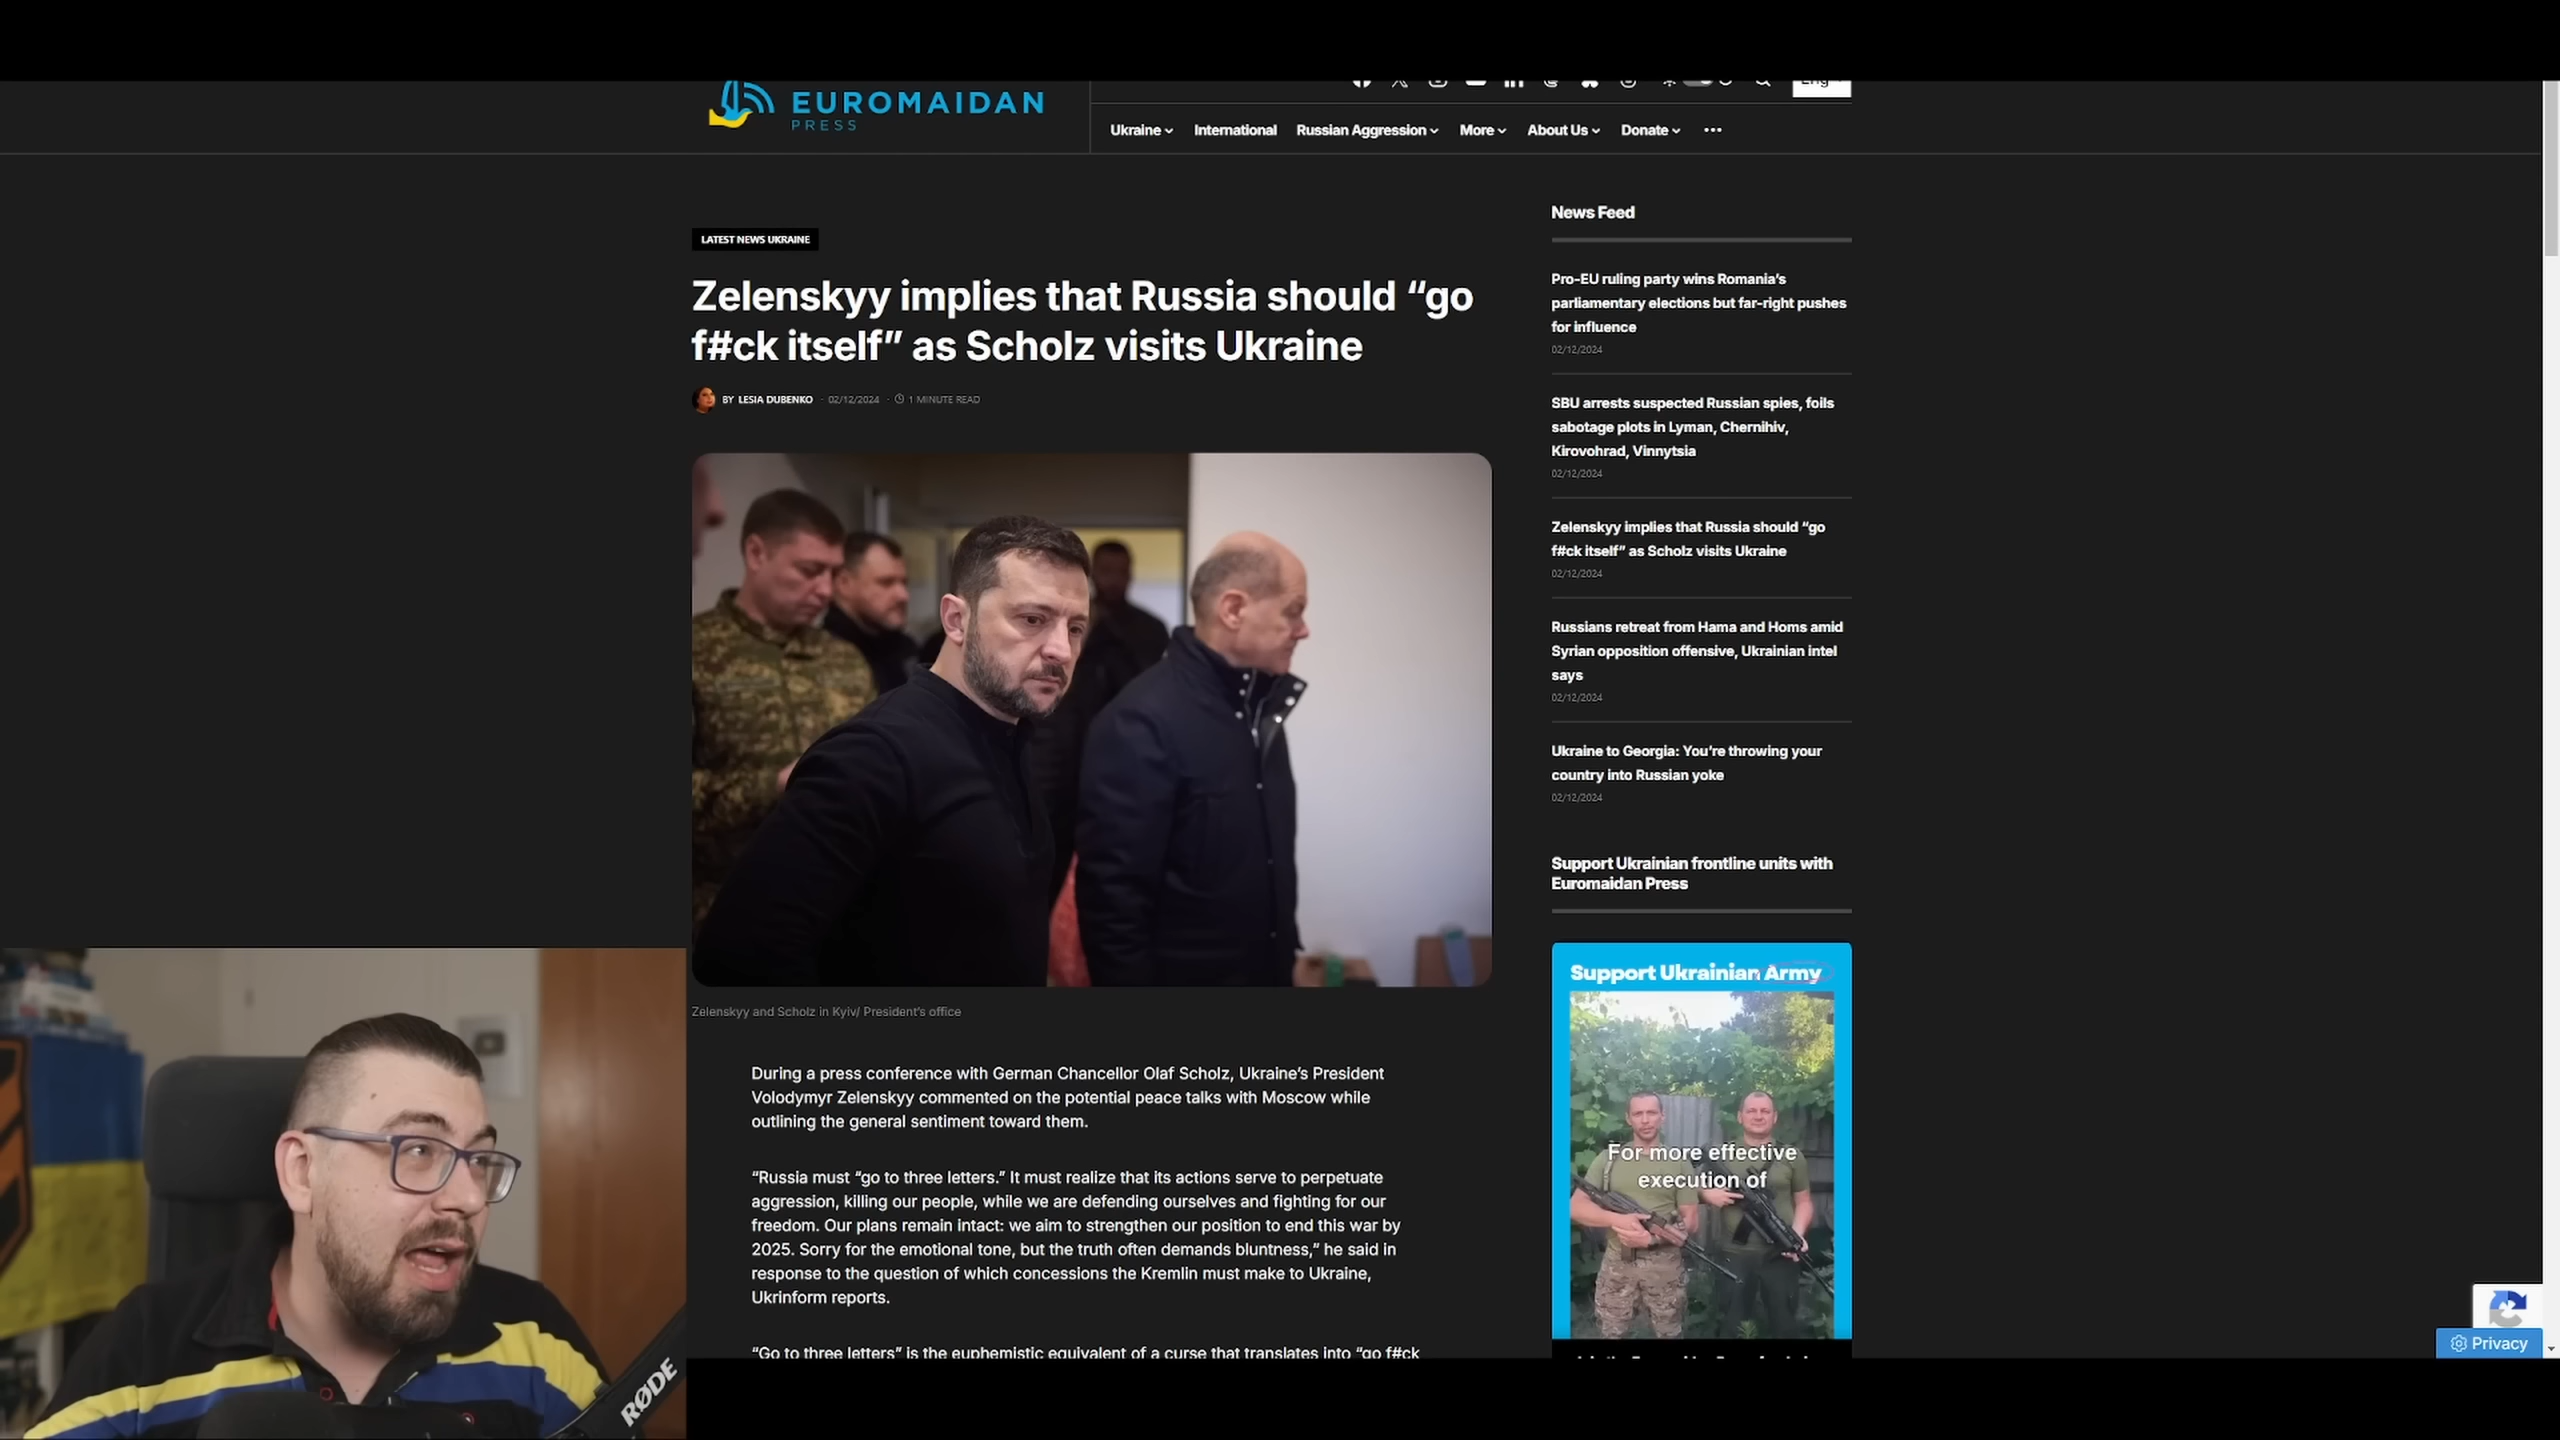 EUROMAIDAN
PRESS
Eng
Ukraine
International
Russian Aggression
More
About Us
Donate
LATEST NEWS UKRAINE
Zelenskyy implies that Russia should “go
f#ck itself” as Scholz visits Ukraine
BY LESIA DUBENKO · 02/12/2024 · 1 MINUTE READ
Zelenskyy and Scholz in Kyiv/ President’s office
During a press conference with German Chancellor Olaf Scholz, Ukraine’s President
Volodymyr Zelenskyy commented on the potential peace talks with Moscow while
outlining the general sentiment toward them.
“Russia must “go to three letters.” It must realize that its actions serve to perpetuate
aggression, killing our people, while we are defending ourselves and fighting for our
freedom. Our plans remain intact: we aim to strengthen our position to end this war by
2025. Sorry for the emotional tone, but the truth often demands bluntness,” he said in
response to the question of which concessions the Kremlin must make to Ukraine,
Ukrinform reports.
“Go to three letters” is the euphemistic equivalent of a curse that translates into “go f#ck
News Feed
Pro-EU ruling party wins Romania’s
parliamentary elections but far-right pushes
for influence
02/12/2024
SBU arrests suspected Russian spies, foils
sabotage plots in Lyman, Chernihiv,
Kirovohrad, Vinnytsia
02/12/2024
Zelenskyy implies that Russia should “go
f#ck itself” as Scholz visits Ukraine
02/12/2024
Russians retreat from Hama and Homs amid
Syrian opposition offensive, Ukrainian intel
says
02/12/2024
Ukraine to Georgia: You’re throwing your
country into Russian yoke
02/12/2024
Support Ukrainian frontline units with
Euromaidan Press
Support Ukrainian Army
For more effective
execution of
Privacy
RØDE